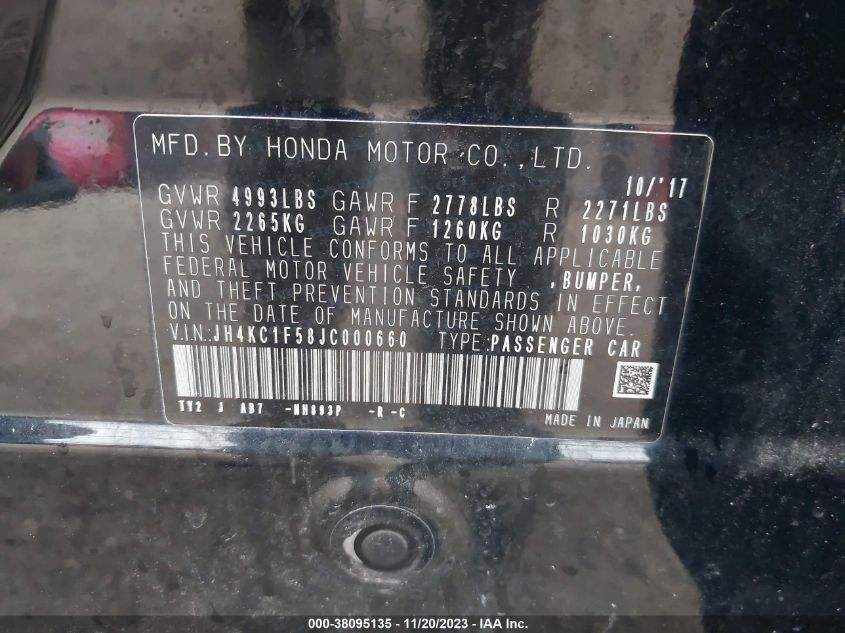 MFD. BY HONDA MOTOR CO., LTD.
10/'17
GVWR 4993LBS GAWR F 2778LBS R 2271LBS
GVWR 2265KG GAWR F 1260KG R 1030KG
THIS VEHICLE CONFORMS TO ALL APPLICABLE
FEDERAL MOTOR VEHICLE SAFETY , BUMPER,
AND THEFT PREVENTION STANDARDS IN EFFECT
ON THE DATE OF MANUFACTURE SHOWN ABOVE.
V.I.N.:JH4KC1F58JC000660 TYPE:PASSENGER CAR
TY2 J AB7 -NH893P -R -C
MADE IN JAPAN
000-38095135 - 11/20/2023 - IAA Inc.